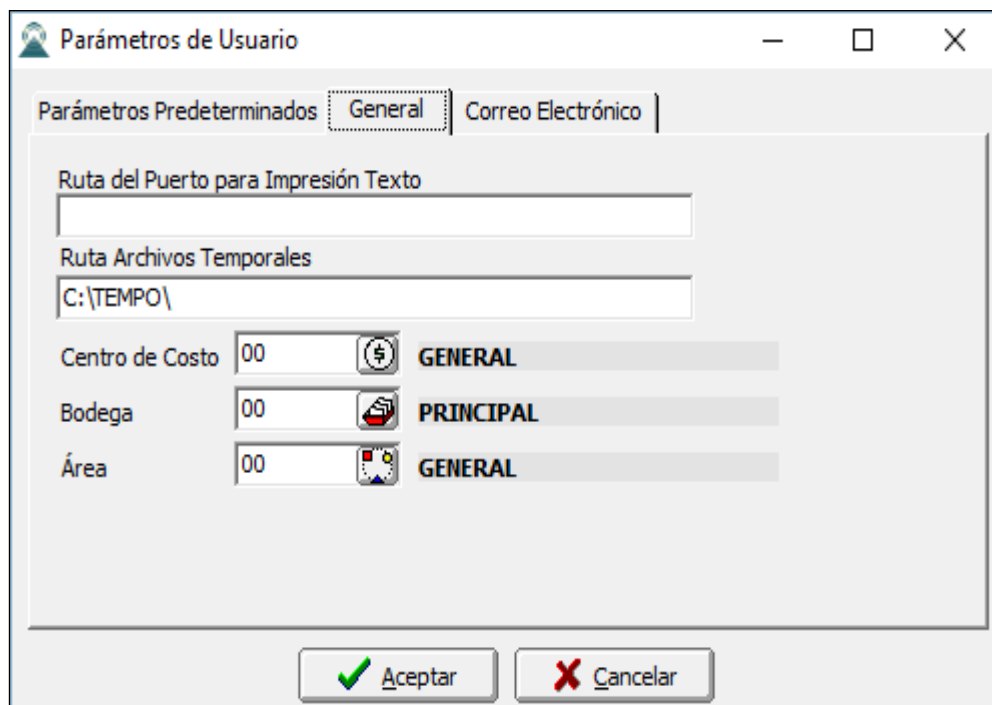 Parámetros de Usuario
Parámetros Predeterminados General Correo Electrónico
Ruta del Puerto para Impresión Texto
Ruta Archivos Temporales
C:\TEMPO\
Centro de Costo 00 GENERAL
Bodega 00 PRINCIPAL
Área 00 GENERAL
Aceptar Cancelar